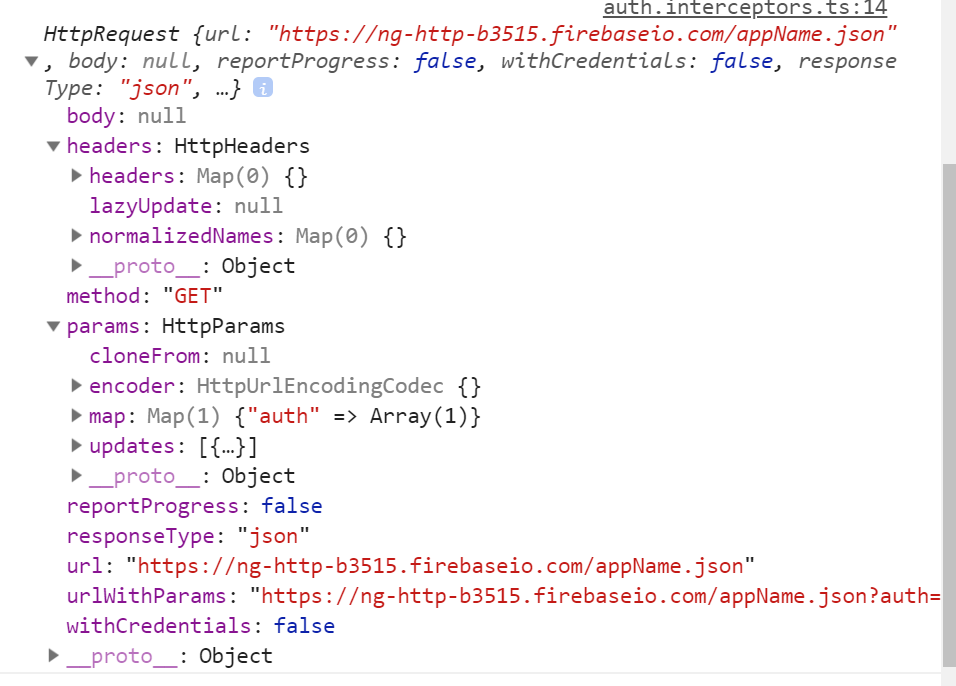 auth.interceptors.ts:14
HttpRequest {url: "https://ng-http-b3515.firebaseio.com/appName.json"
▼, body: null, reportProgress: false, withCredentials: false, response
Type: "json", …} i
body: null
▼headers: HttpHeaders
▶headers: Map(0) {}
lazyUpdate: null
▶normalizedNames: Map(0) {}
▶__proto__: Object
method: "GET"
▼params: HttpParams
cloneFrom: null
▶encoder: HttpUrlEncodingCodec {}
▶map: Map(1) {"auth" => Array(1)}
▶updates: [{…}]
▶__proto__: Object
reportProgress: false
responseType: "json"
url: "https://ng-http-b3515.firebaseio.com/appName.json"
urlWithParams: "https://ng-http-b3515.firebaseio.com/appName.json?auth=
withCredentials: false
▶__proto__: Object